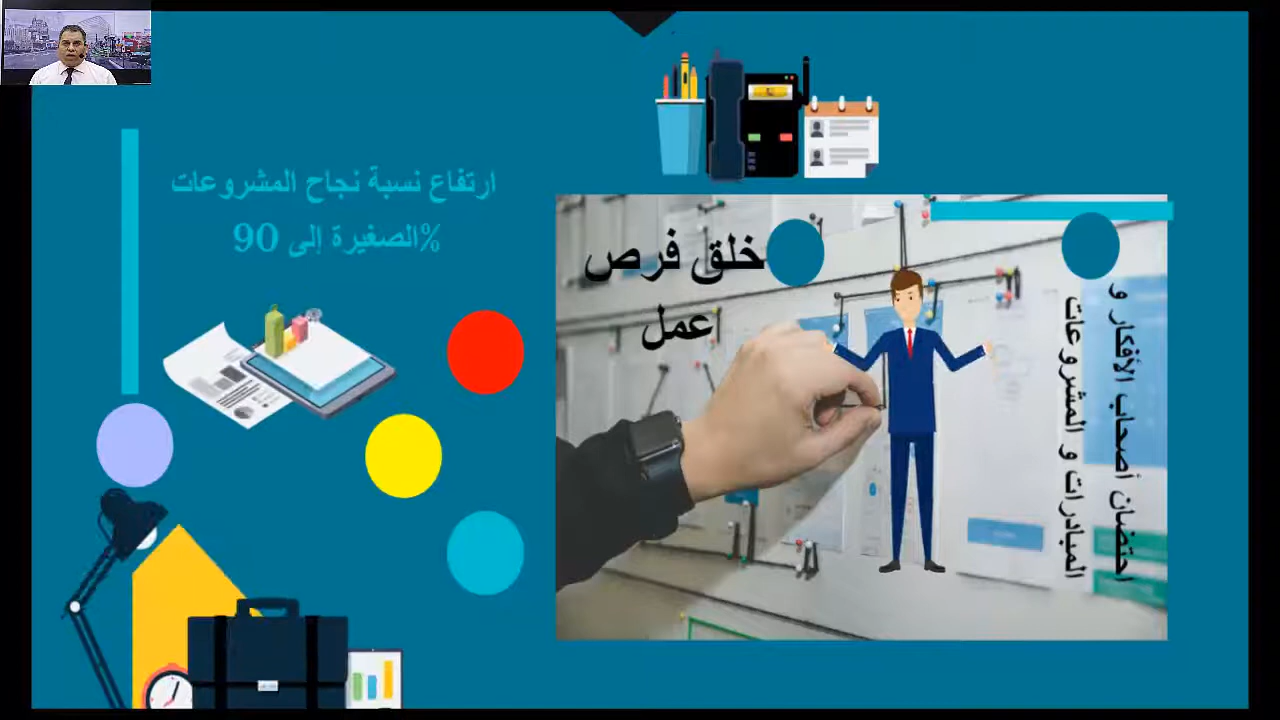 ارتفاع نسبة نجاح المشروعات
الصغيرة إلى 90%
خلق فرص
عمل
احتضان أصحاب الأفكار و
المبادرات و المشروعات